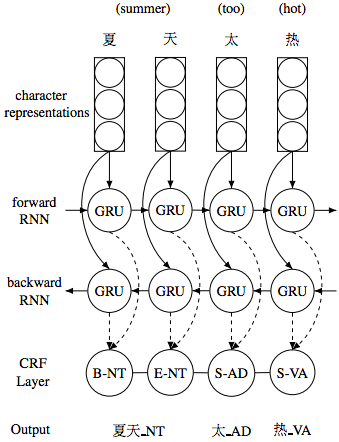 (summer) (too) (hot)
夏 天 太 热
character
representations
forward
RNN
GRU GRU GRU GRU
backward
RNN
GRU GRU GRU GRU
CRF
Layer
B-NT E-NT S-AD S-VA
Output 夏天_NT 太_AD 热_VA